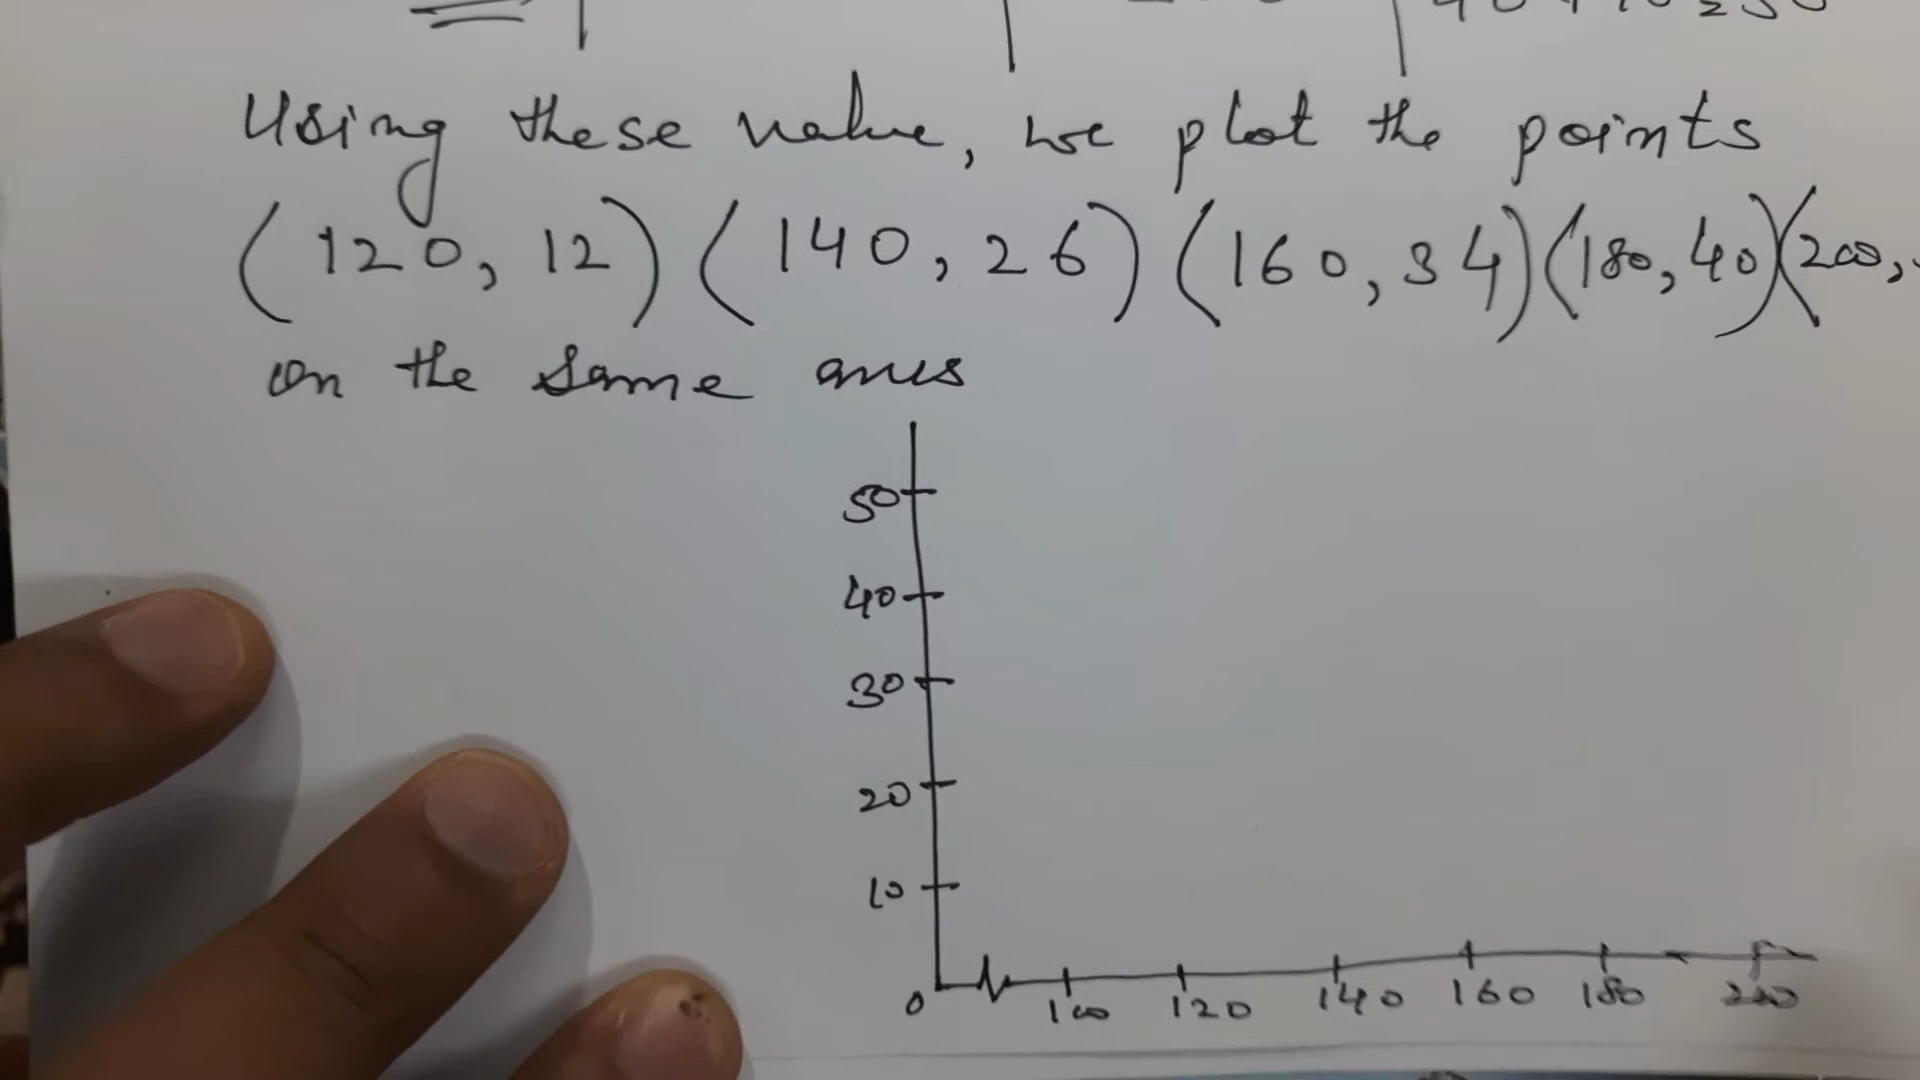 Using these value, we plot the points
(120, 12) (140, 26) (160, 34) (180, 40) (200,
on the same axes
50
40
30
20
10
0 100 120 140 160 180 200